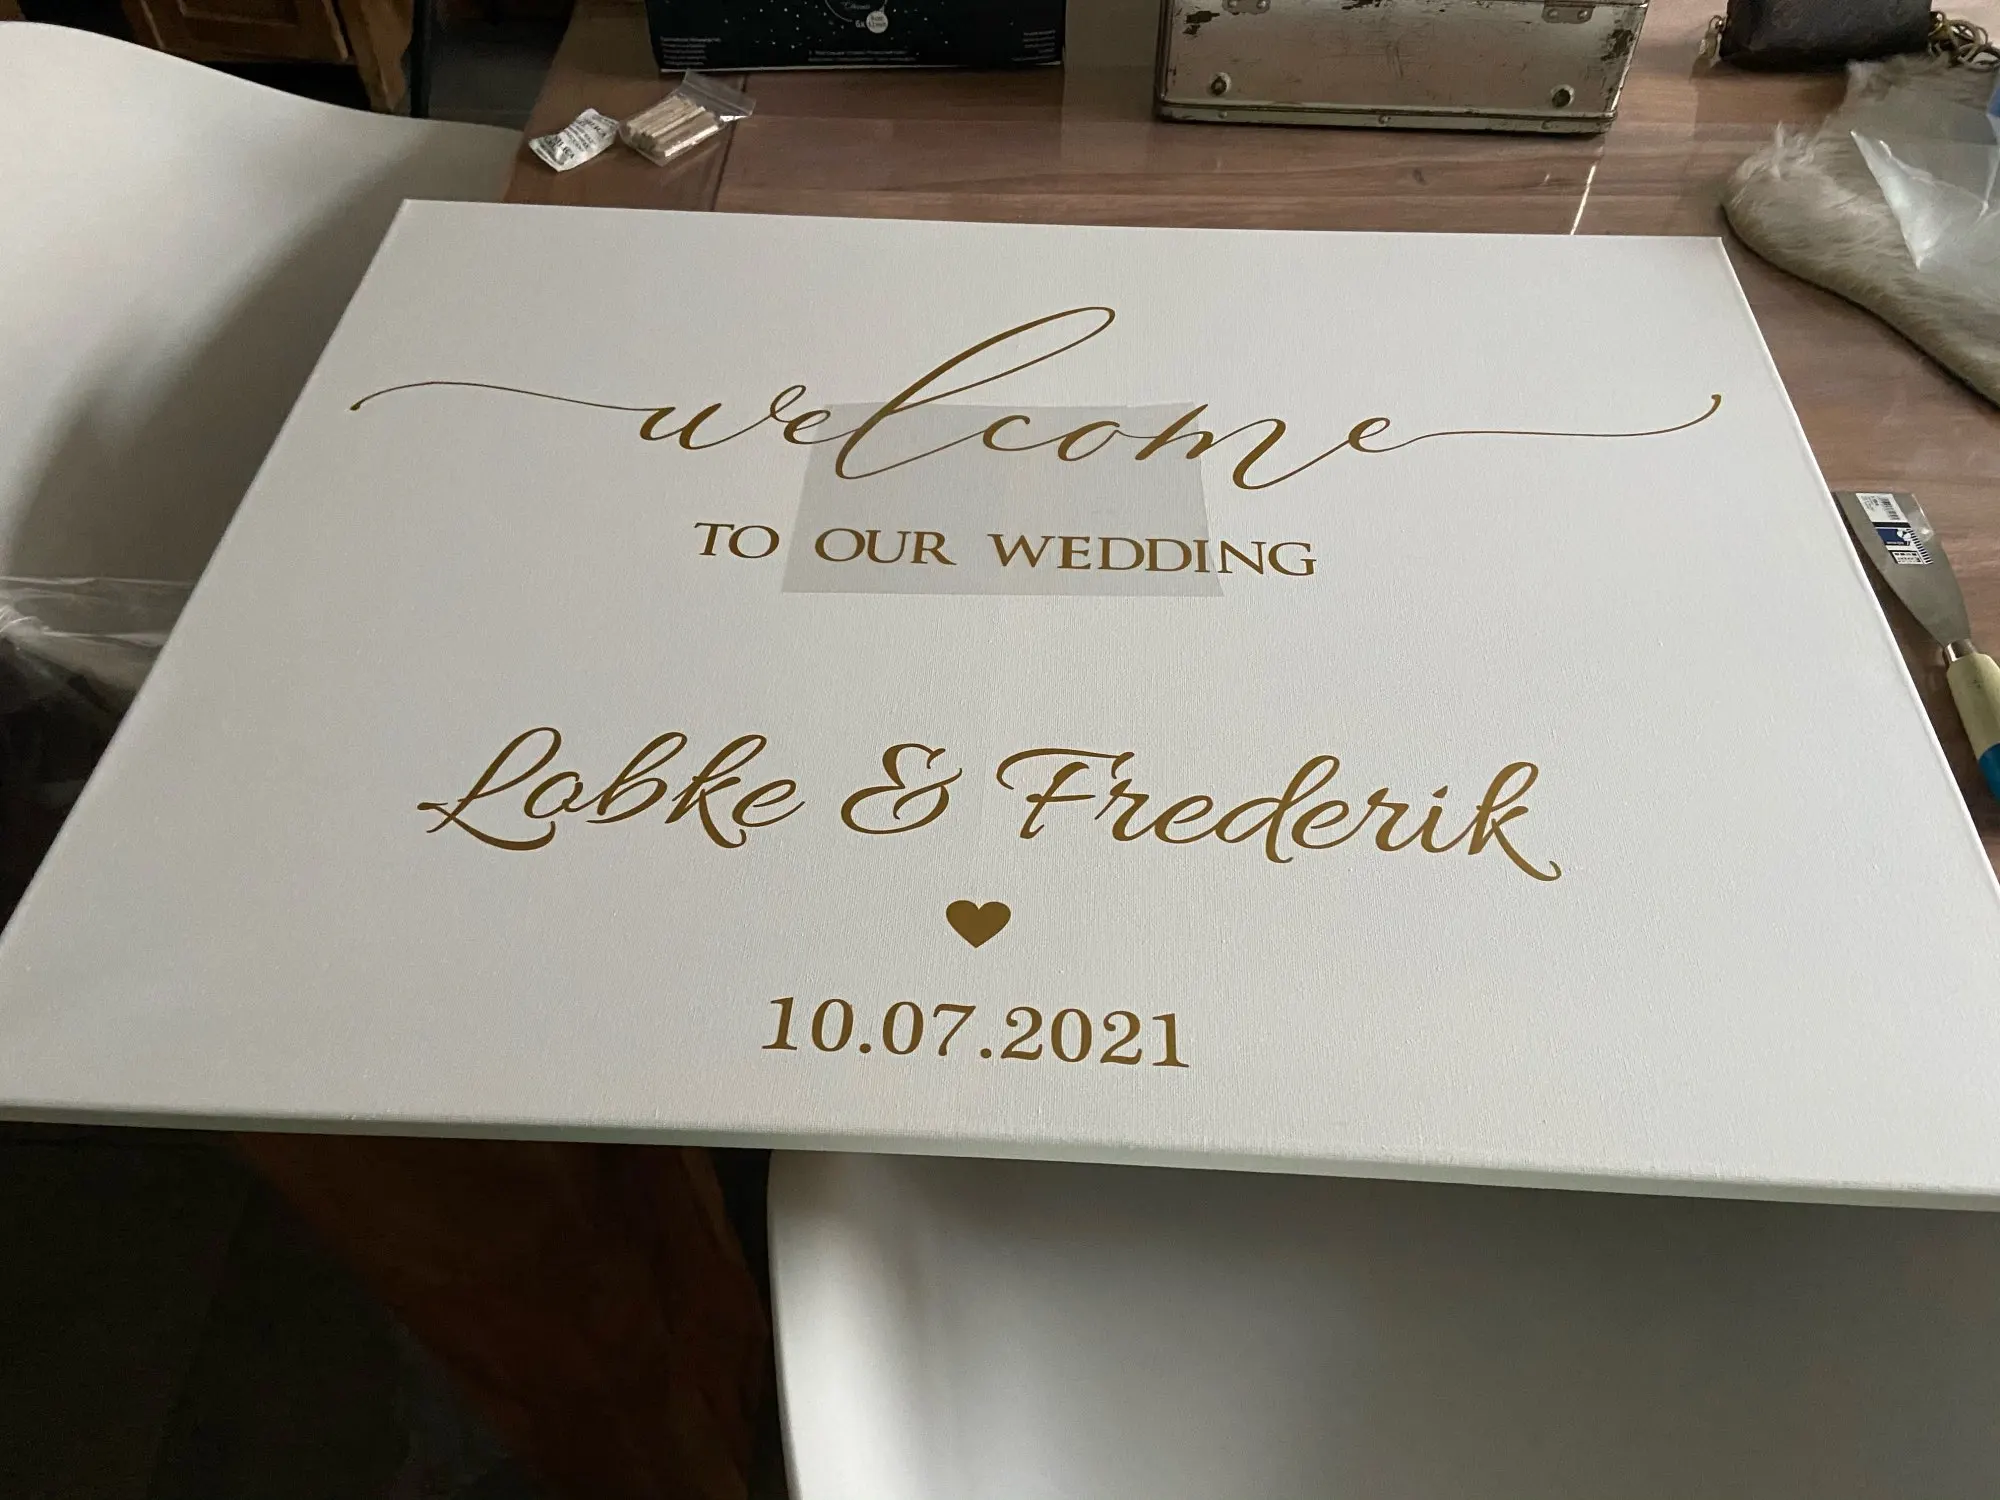 welcome
TO OUR WEDDING
Lobke & Frederik
10.07.2021